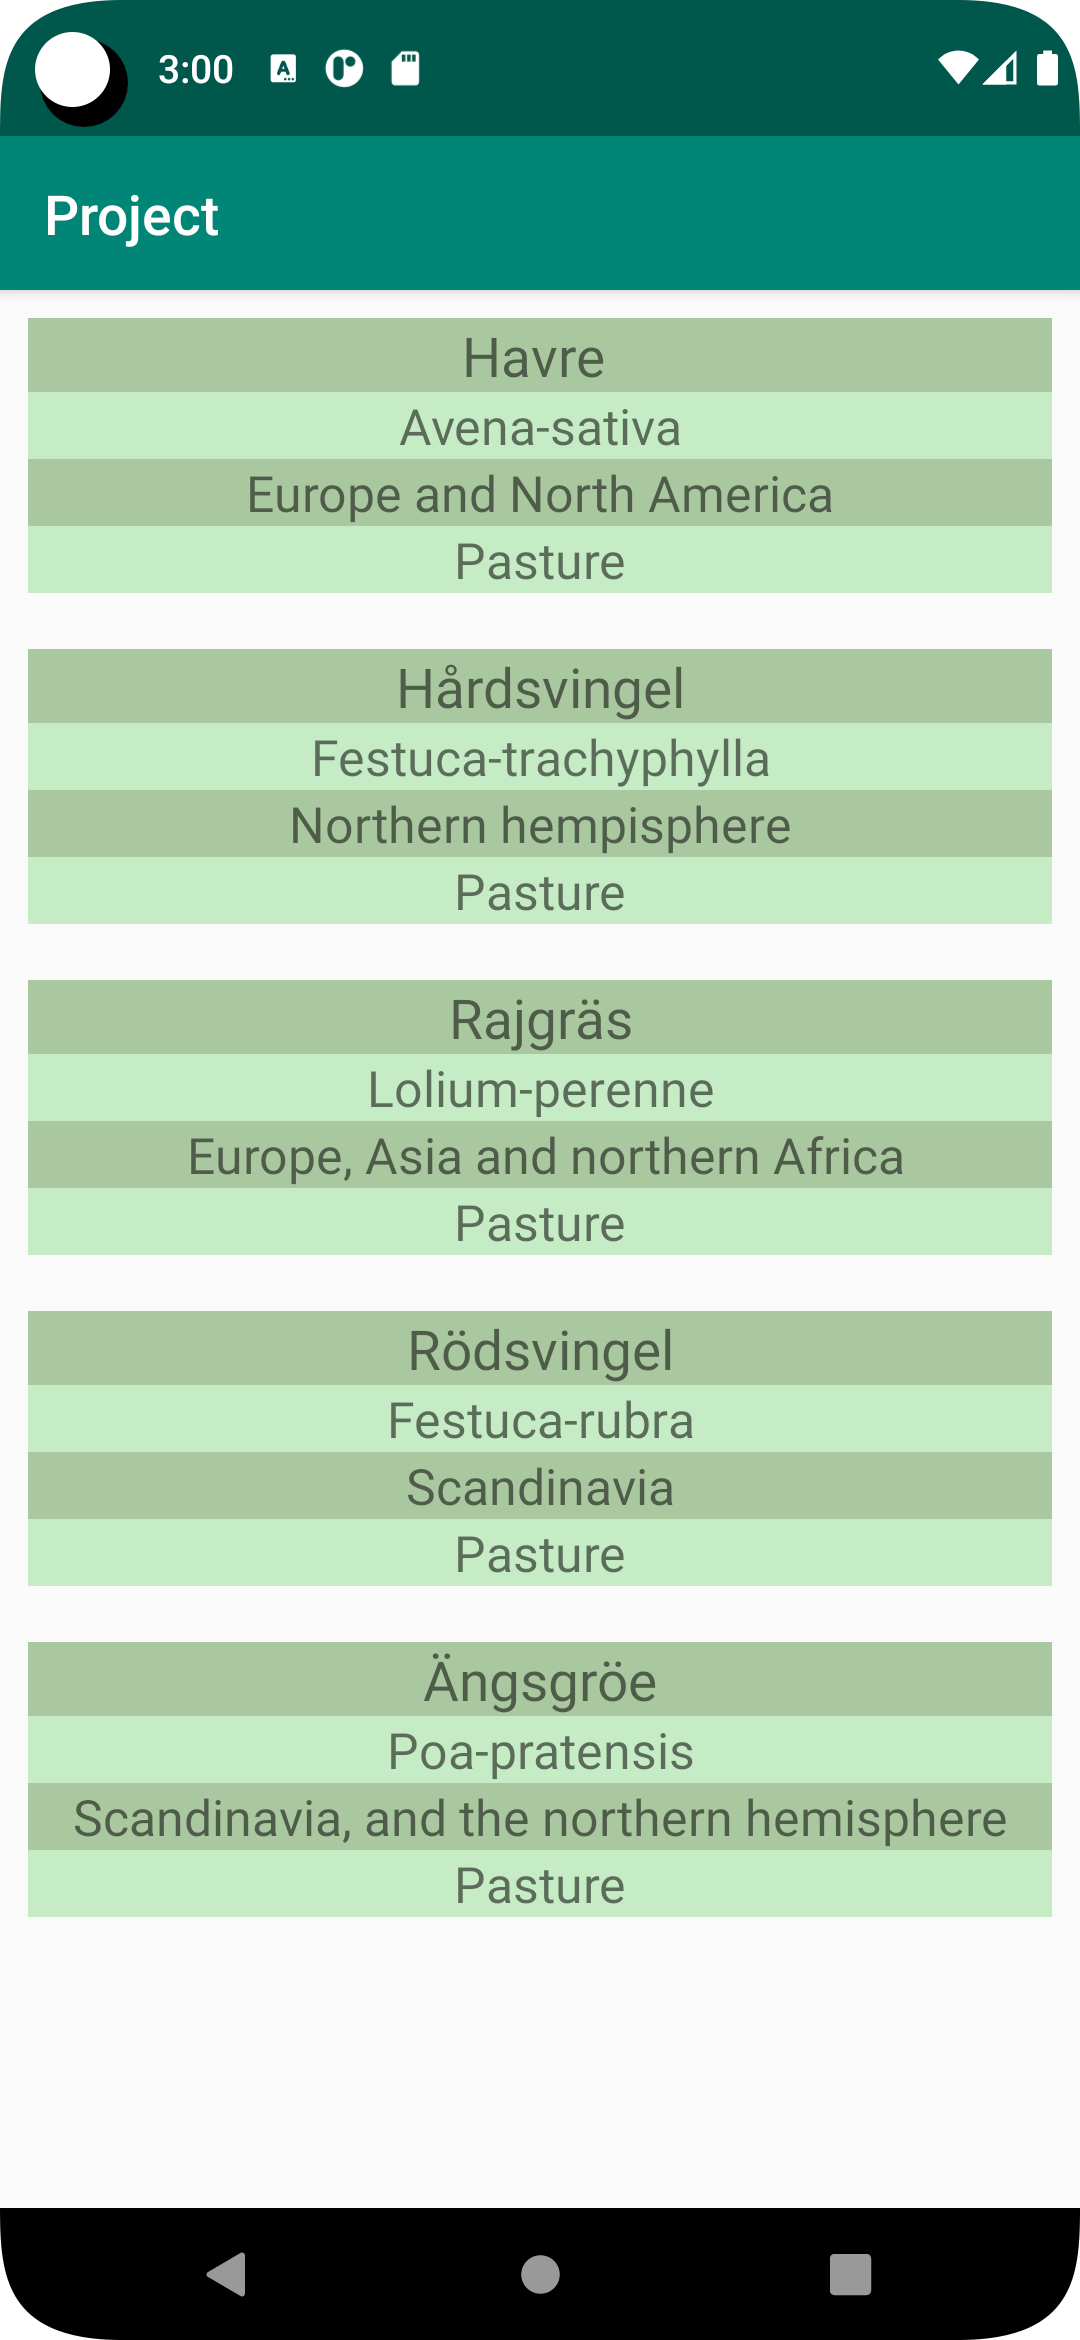 3:00
Project
Havre
Avena-sativa
Europe and North America
Pasture
Hårdsvingel
Festuca-trachyphylla
Northern hempisphere
Pasture
Rajgräs
Lolium-perenne
Europe, Asia and northern Africa
Pasture
Rödsvingel
Festuca-rubra
Scandinavia
Pasture
Ängsgröe
Poa-pratensis
Scandinavia, and the northern hemisphere
Pasture